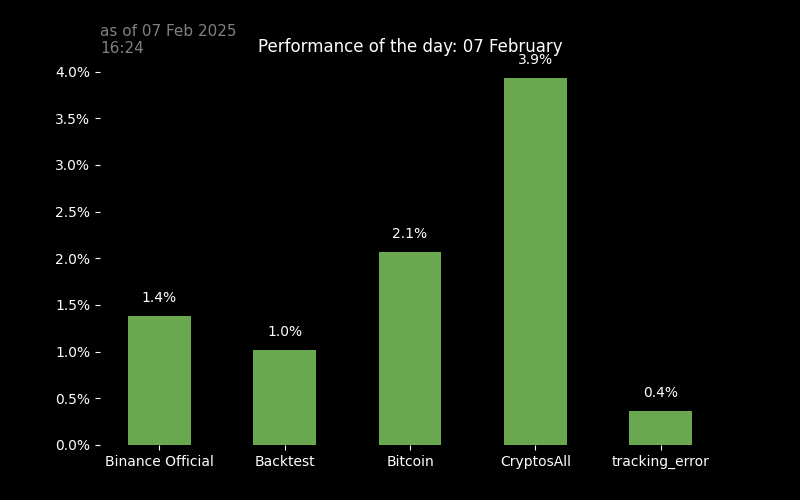 as of 07 Feb 2025
16:24
Performance of the day: 07 February
4.0%
3.5%
3.0%
2.5%
2.0%
1.5%
1.0%
0.5%
0.0%
1.4%
1.0%
2.1%
3.9%
0.4%
Binance Official
Backtest
Bitcoin
CryptosAll
tracking_error